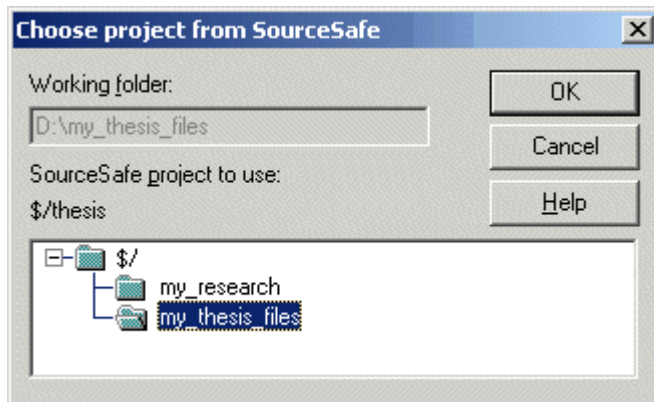 Choose project from SourceSafe
Working folder:
D:\my_thesis_files
OK
Cancel
SourceSafe project to use:
$/thesis
Help
$/
my_research
my_thesis_files